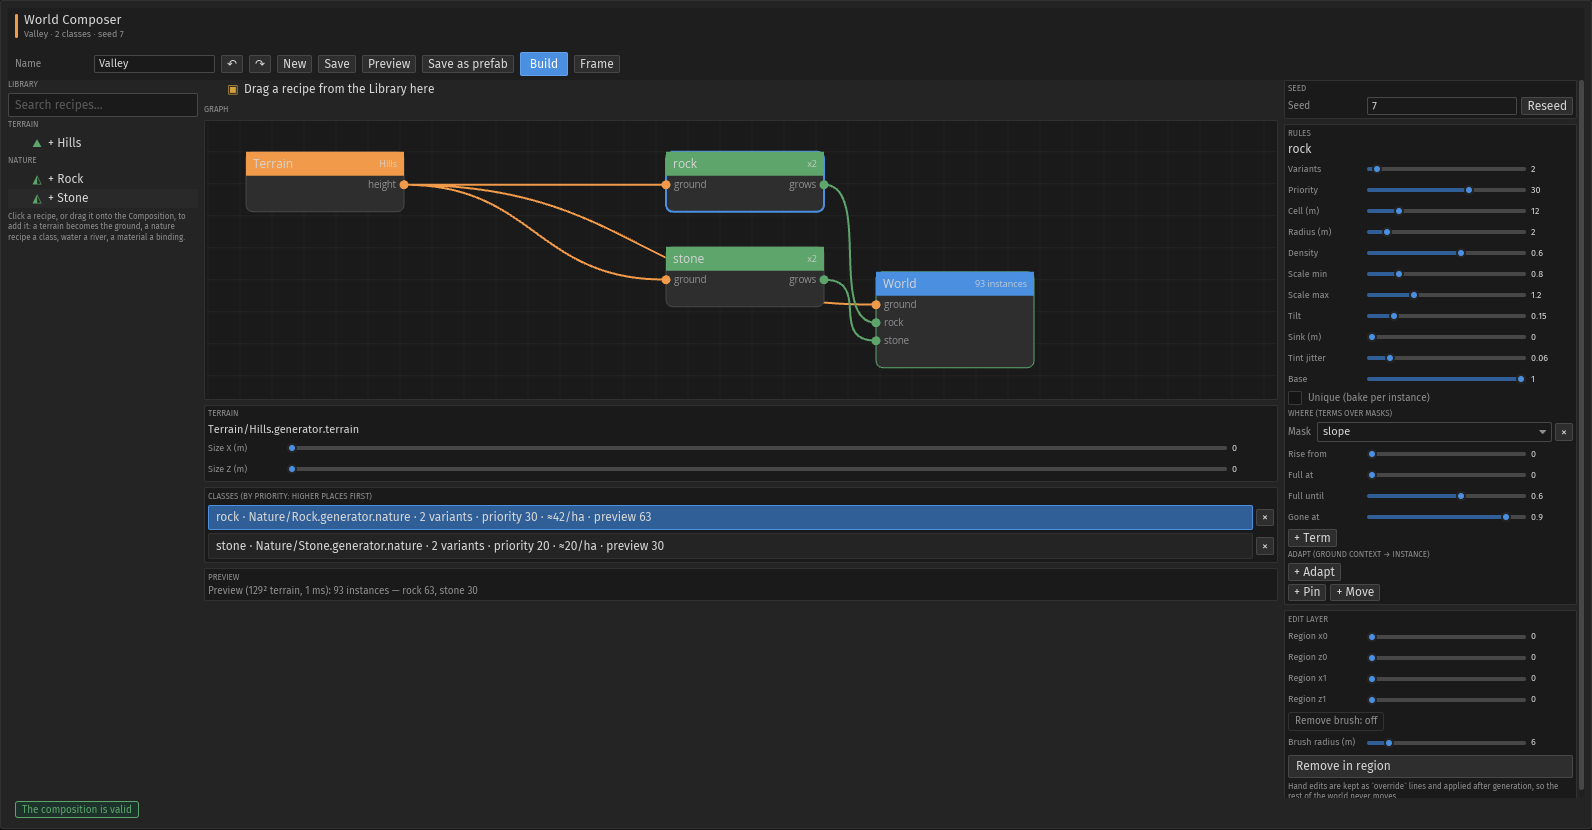 World Composer
Valley · 2 classes · seed 7
Name Valley ↶ ↷ New Save Preview Save as prefab Build Frame
LIBRARY
Search recipes...
TERRAIN
+ Hills
NATURE
+ Rock
+ Stone
Click a recipe, or drag it onto the Composition, to
add it: a terrain becomes the ground, a nature
recipe a class, water a river, a material a binding.
Drag a recipe from the Library here
GRAPH
Terrain Hills
height
rock x2
ground grows
stone x2
ground grows
World 93 instances
ground
rock
stone
TERRAIN
Terrain/Hills.generator.terrain
Size X (m) 0
Size Z (m) 0
CLASSES (BY PRIORITY: HIGHER PLACES FIRST)
rock · Nature/Rock.generator.nature · 2 variants · priority 30 · ≈42/ha · preview 63 ×
stone · Nature/Stone.generator.nature · 2 variants · priority 20 · ≈20/ha · preview 30 ×
PREVIEW
Preview (129² terrain, 1 ms): 93 instances — rock 63, stone 30
SEED
Seed 7 Reseed
RULES
rock
Variants 2
Priority 30
Cell (m) 12
Radius (m) 2
Density 0.6
Scale min 0.8
Scale max 1.2
Tilt 0.15
Sink (m) 0
Tint jitter 0.06
Base 1
Unique (bake per instance)
WHERE (TERMS OVER MASKS)
Mask slope ×
Rise from 0
Full at 0
Full until 0.6
Gone at 0.9
+ Term
ADAPT (GROUND CONTEXT → INSTANCE)
+ Adapt
+ Pin + Move
EDIT LAYER
Region x0 0
Region z0 0
Region x1 0
Region z1 0
Remove brush: off
Brush radius (m) 6
Remove in region
Hand edits are kept as `override` lines and applied after generation, so the
rest of the world never moves.
The composition is valid